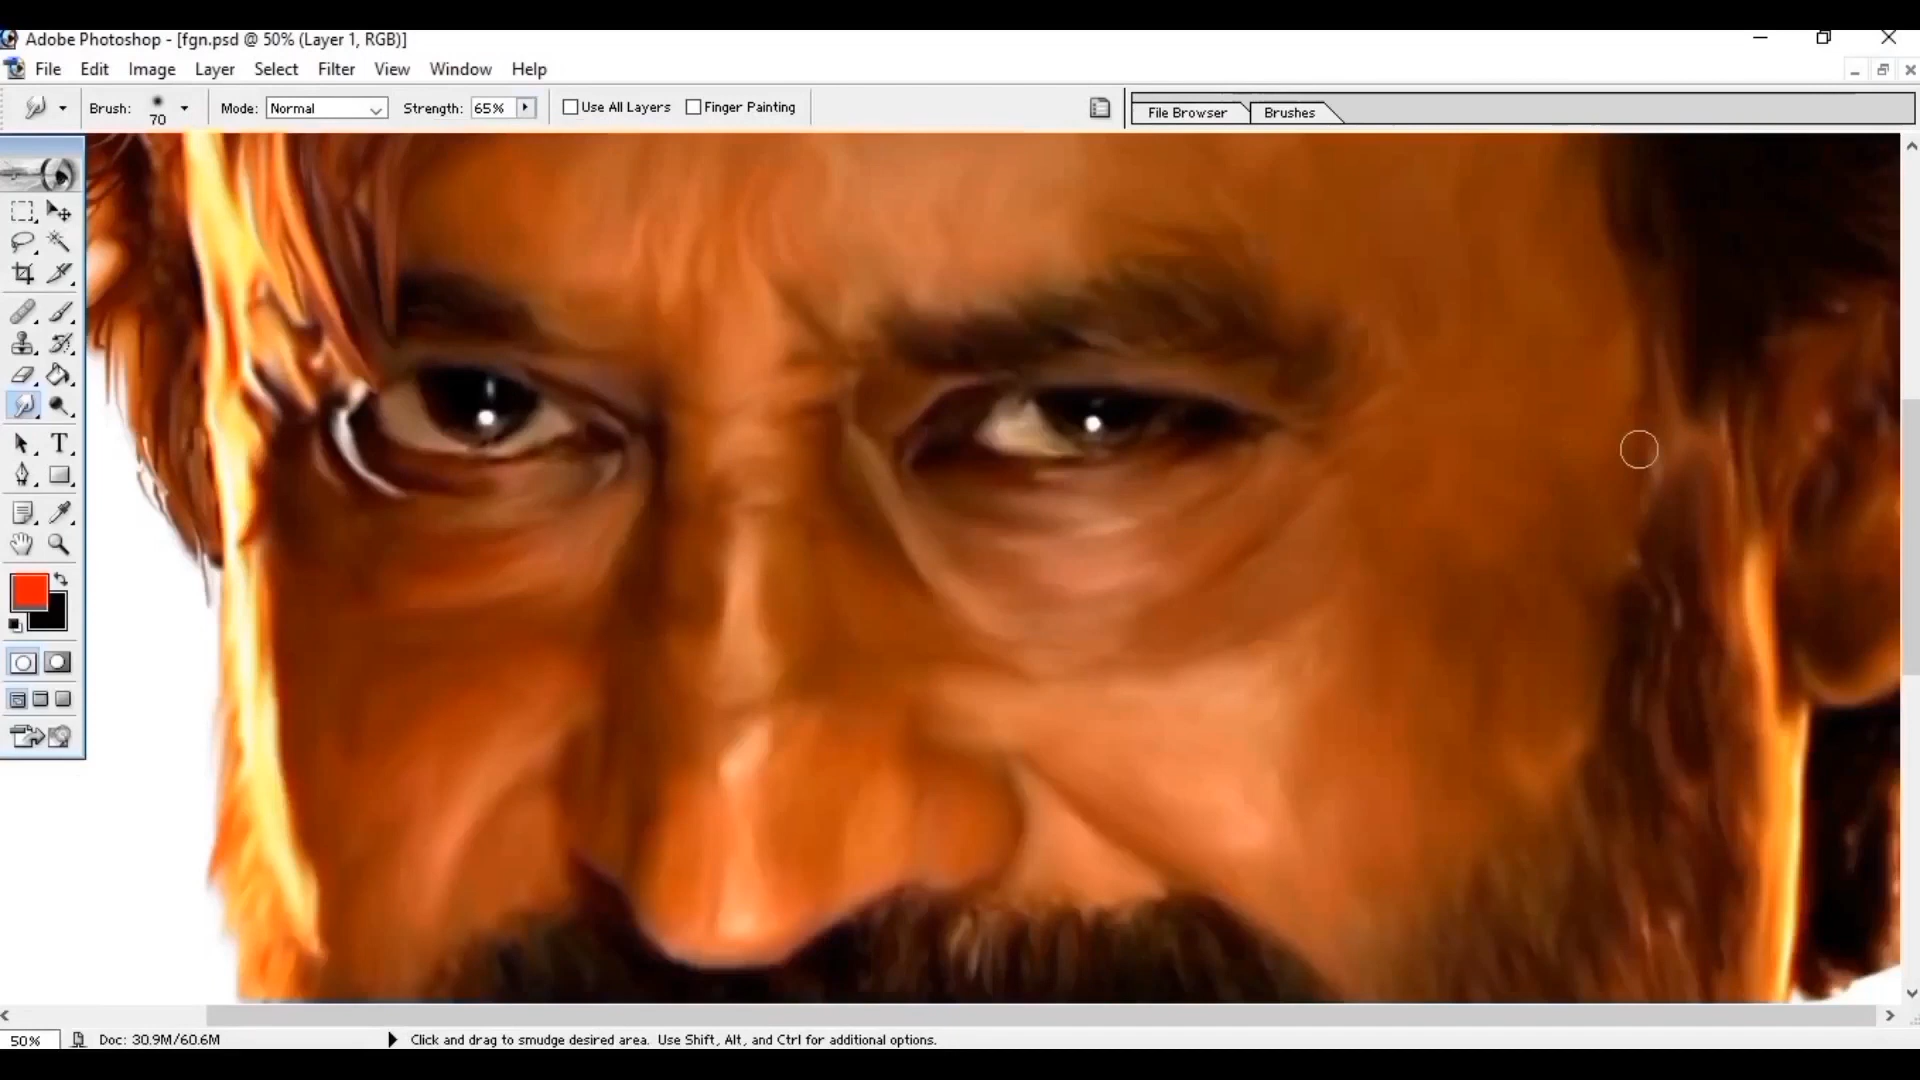 Adobe Photoshop - [fgn.psd @ 50% (Layer 1, RGB)]
File Edit Image Layer Select Filter View Window Help
Brush: 70 Mode: Normal Strength: 65% Use All Layers Finger Painting File Browser Brushes
T
50% Doc: 30.9M/60.6M Click and drag to smudge desired area. Use Shift, Alt, and Ctrl for additional options.